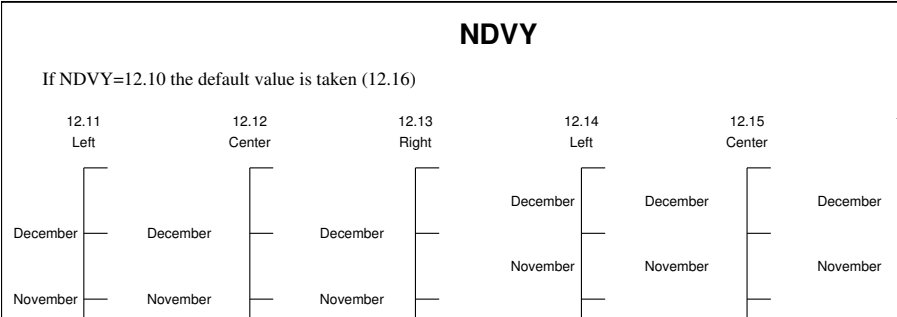 NDVY
If NDVY=12.10 the default value is taken (12.16)
12.11 12.12 12.13 12.14 12.15
Left Center Right Left Center
December December December
December December December
November November November
November November November